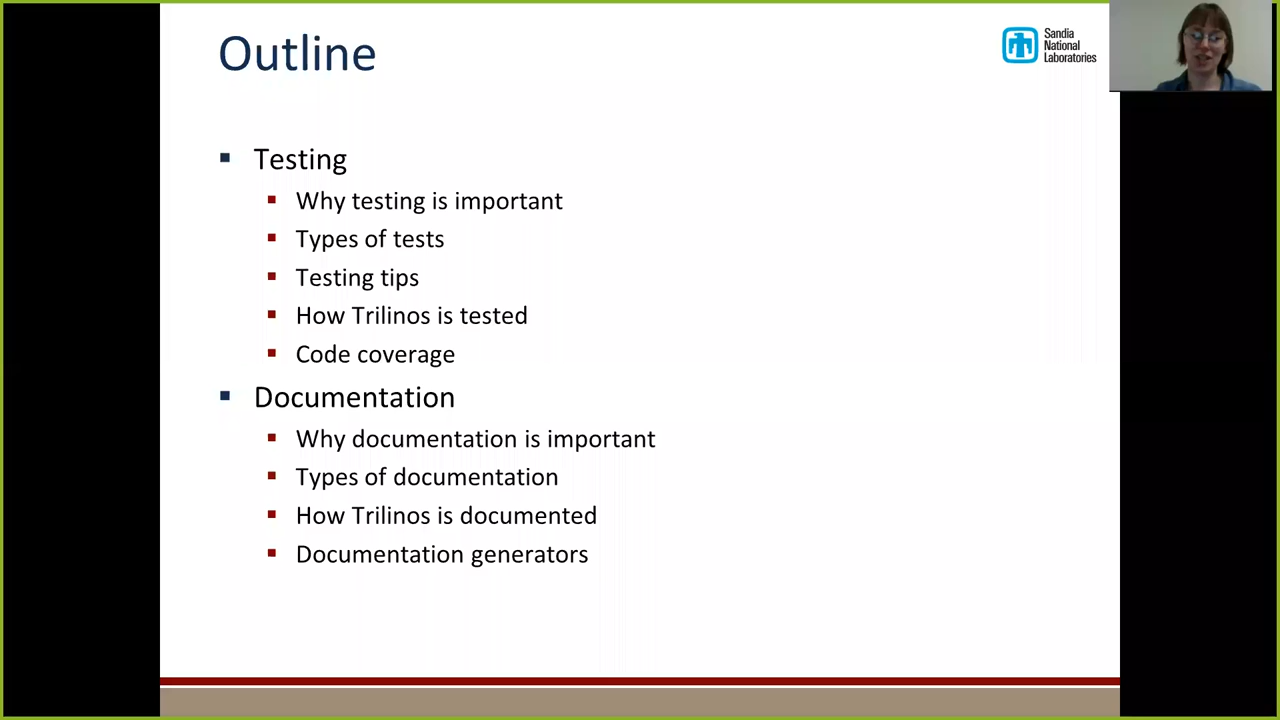 Outline
Sandia
National
Laboratories
Testing
Why testing is important
Types of tests
Testing tips
How Trilinos is tested
Code coverage
Documentation
Why documentation is important
Types of documentation
How Trilinos is documented
Documentation generators